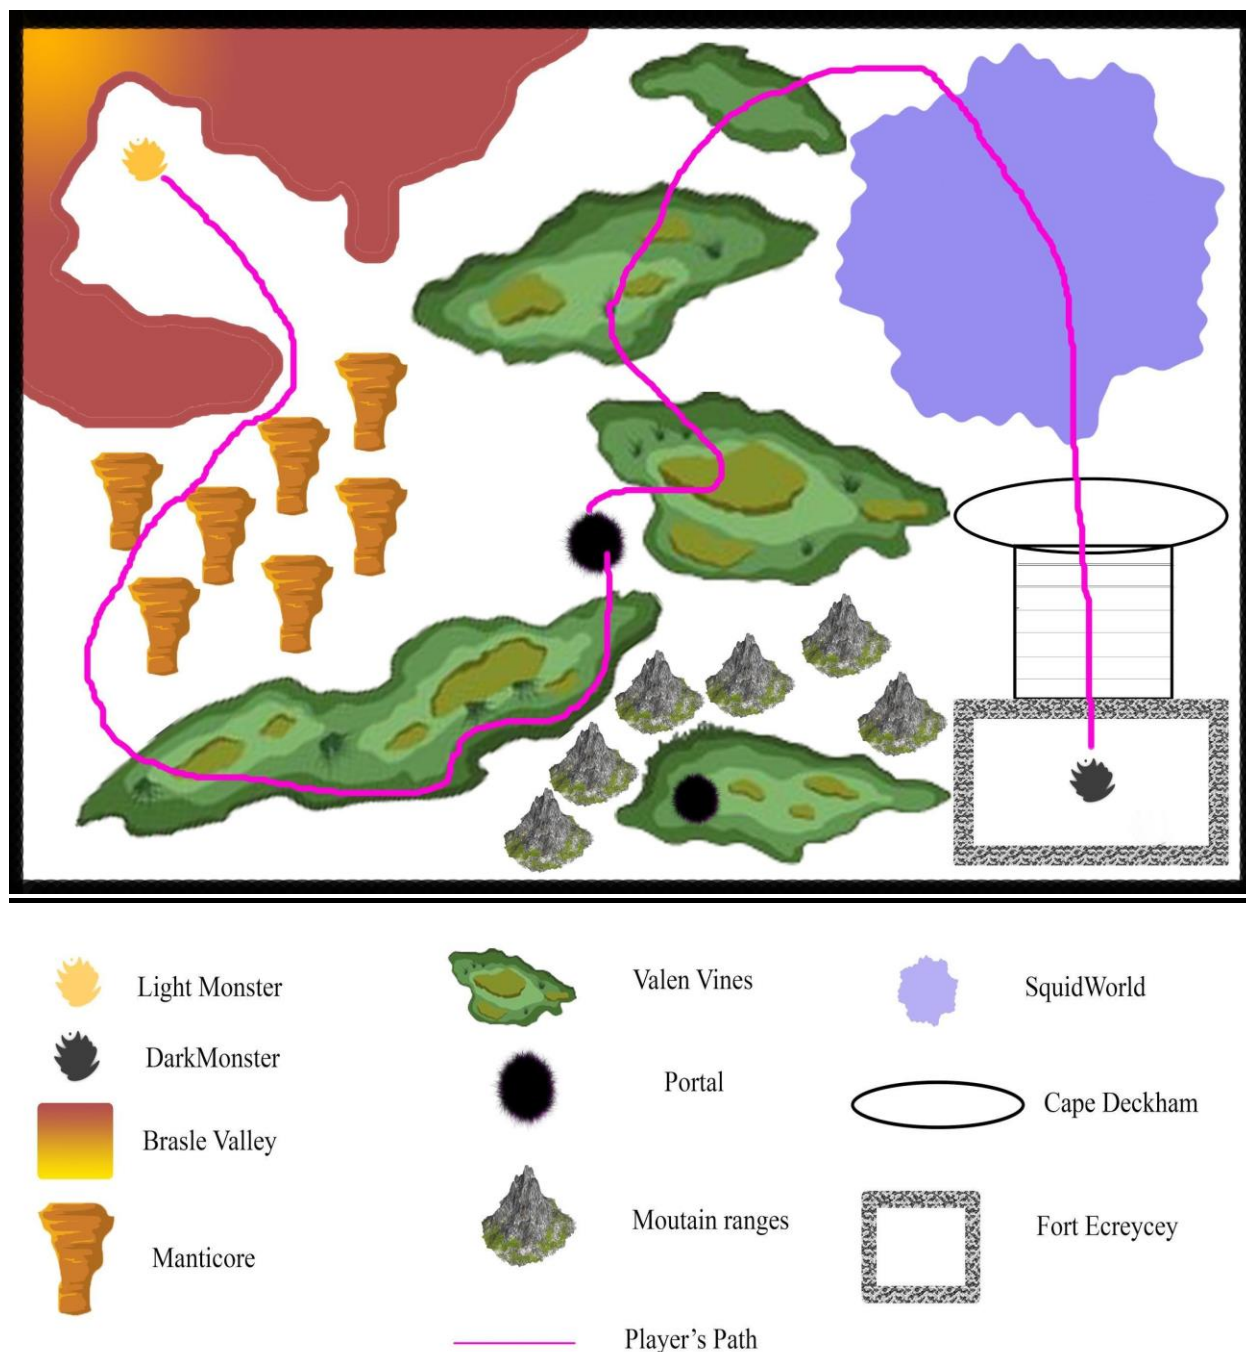 Light Monster
DarkMonster
Brasle Valley
Manticore
Valen Vines
Portal
Moutain ranges
Player’s Path
SquidWorld
Cape Deckham
Fort Ecreycey